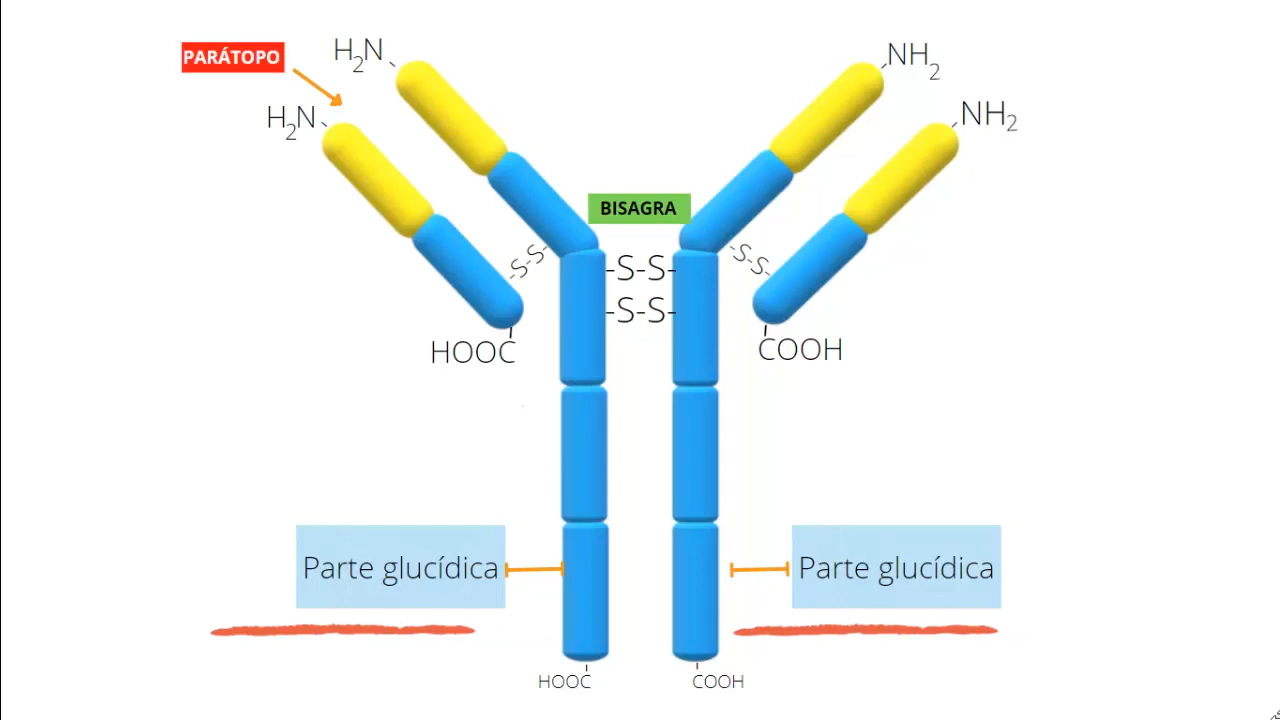 PARÁTOPO
H2N
NH2
H2N
NH2
BISAGRA
-S-S-
-S-S-
-S-S-
-S-S-
HOOC
COOH
Parte glucídica
Parte glucídica
HOOC
COOH